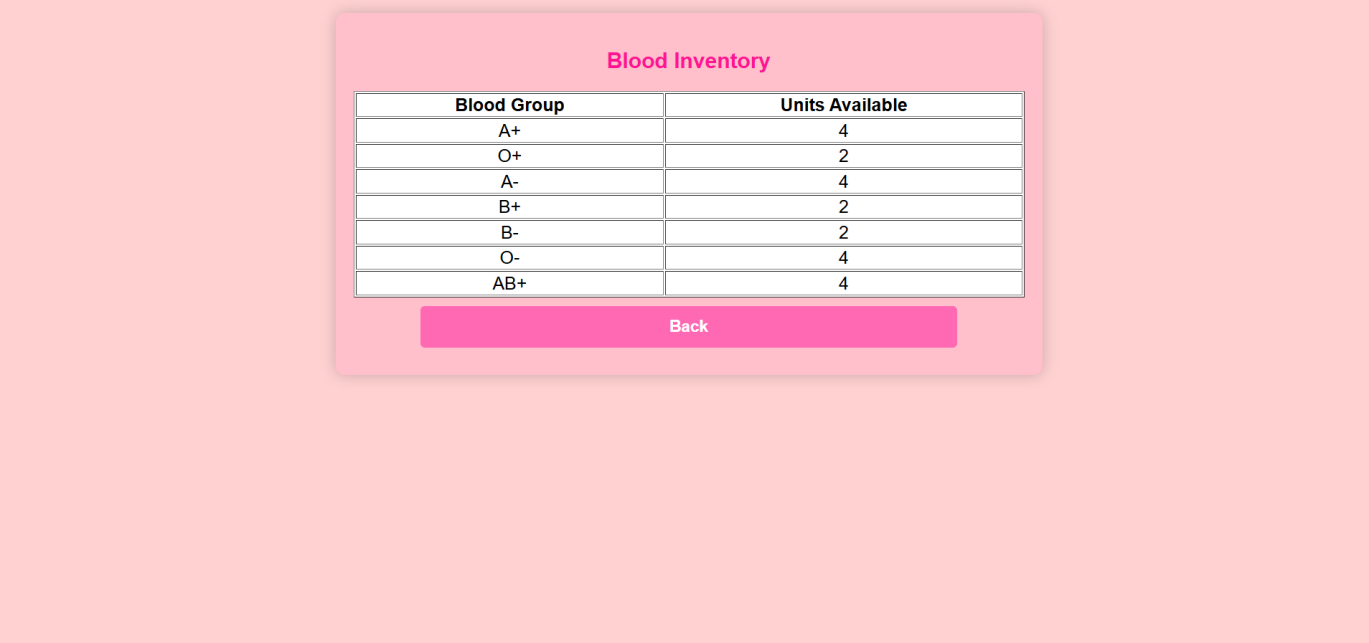 Blood Inventory
Blood Group Units Available
A+ 4
O+ 2
A- 4
B+ 2
B- 2
O- 4
AB+ 4
Back